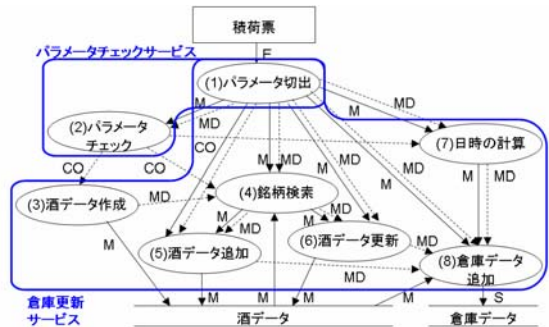 積荷票
パラメータチェックサービス
F
(1)パラメータ切出
M
MD
M
MD
(2)パラメータ
チェック
CO
M
MD
M
MD
(7)日時の計算
CO
CO
MD
(3)酒データ作成
MD
(4)銘柄検索
M
MD
M
MD
M
MD
M
M
MD
(5)酒データ追加
(6)酒データ更新
MD
MD
(8)倉庫データ
追加
倉庫更新
サービス
M
M
M
M
S
酒データ
倉庫データ